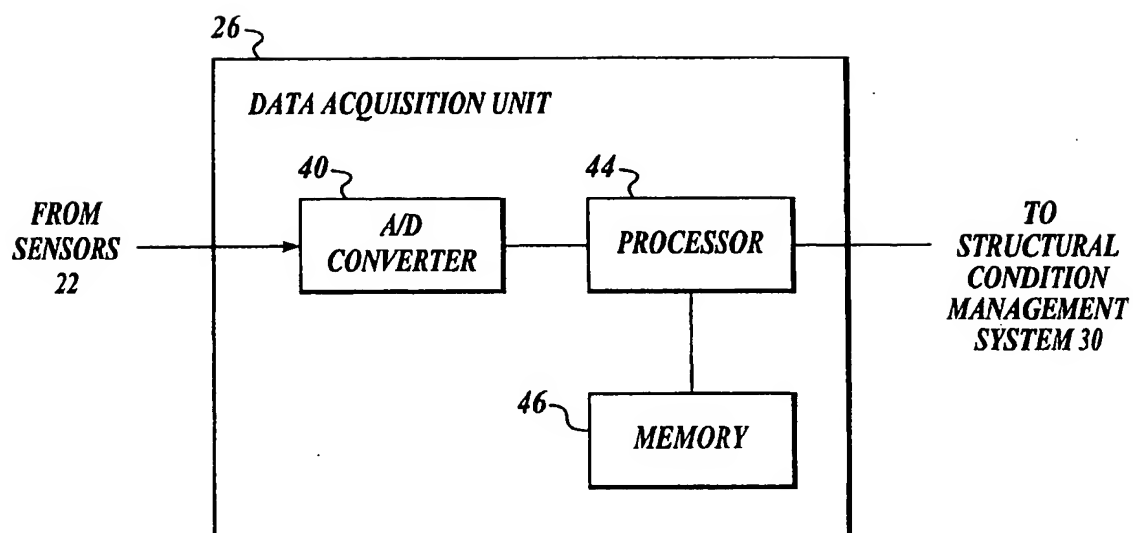 26
DATA ACQUISITION UNIT
40
44
FROM
SENSORS
22
A/D
CONVERTER
PROCESSOR
TO
STRUCTURAL
CONDITION
MANAGEMENT
SYSTEM 30
46
MEMORY